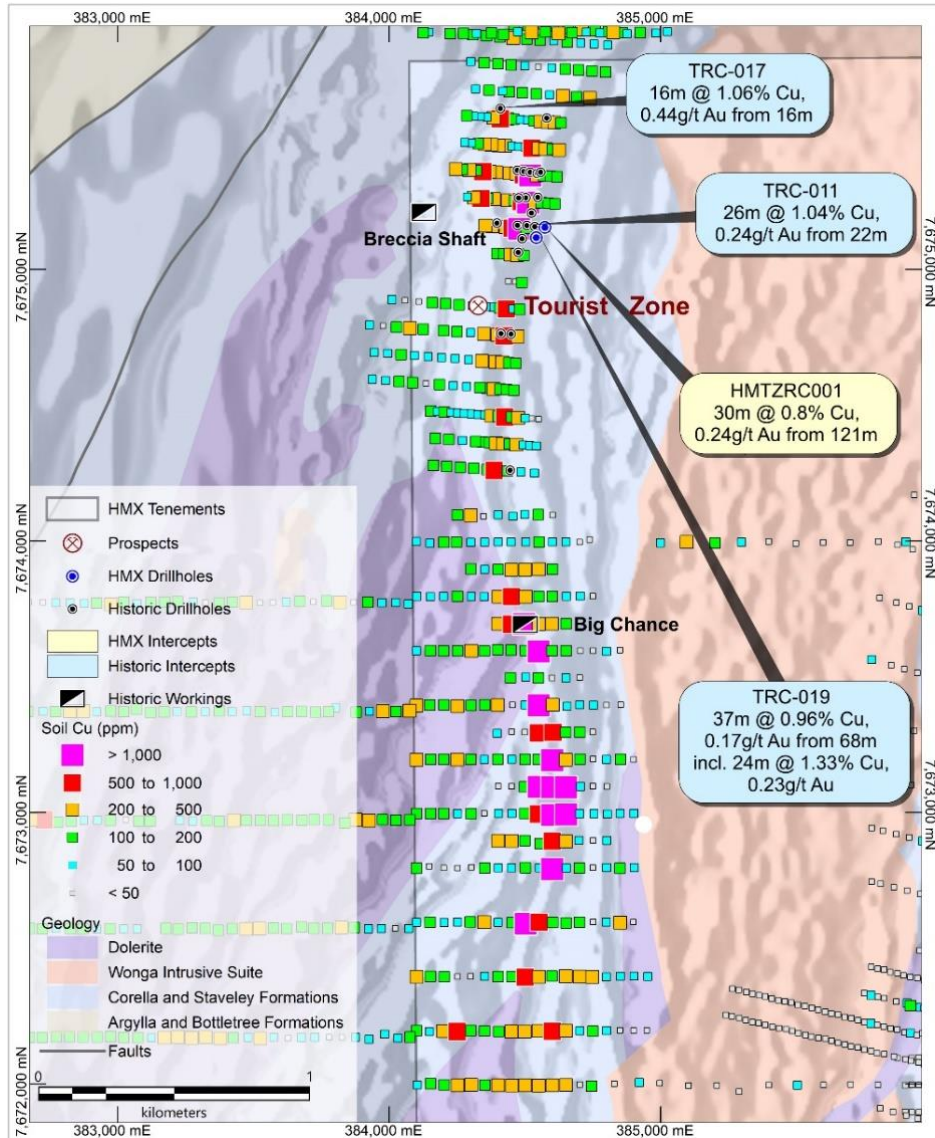 383,000 mE
384,000 mE
385,000 mE
TRC-017
16m @ 1.06% Cu,
0.44g/t Au from 16m
TRC-011
26m @ 1.04% Cu,
0.24g/t Au from 22m
Breccia Shaft
7,675,000 mN
7,675,000 mN
Tourist Zone
HMTZRC001
30m @ 0.8% Cu,
0.24g/t Au from 121m
7,674,000 mN
7,674,000 mN
Big Chance
TRC-019
37m @ 0.96% Cu,
0.17g/t Au from 68m
incl. 24m @ 1.33% Cu,
0.23g/t Au
HMX Tenements
Prospects
HMX Drillholes
Historic Drillholes
HMX Intercepts
Historic Intercepts
Historic Workings
Soil Cu (ppm)
> 1,000
500 to 1,000
200 to 500
100 to 200
50 to 100
< 50
Geology
Dolerite
Wonga Intrusive Suite
Corella and Staveley Formations
Argylla and Bottletree Formations
Faults
0 1
kilometers
7,673,000 mN
7,673,000 mN
7,672,000 mN
7,672,000 mN
383,000 mE
384,000 mE
385,000 mE